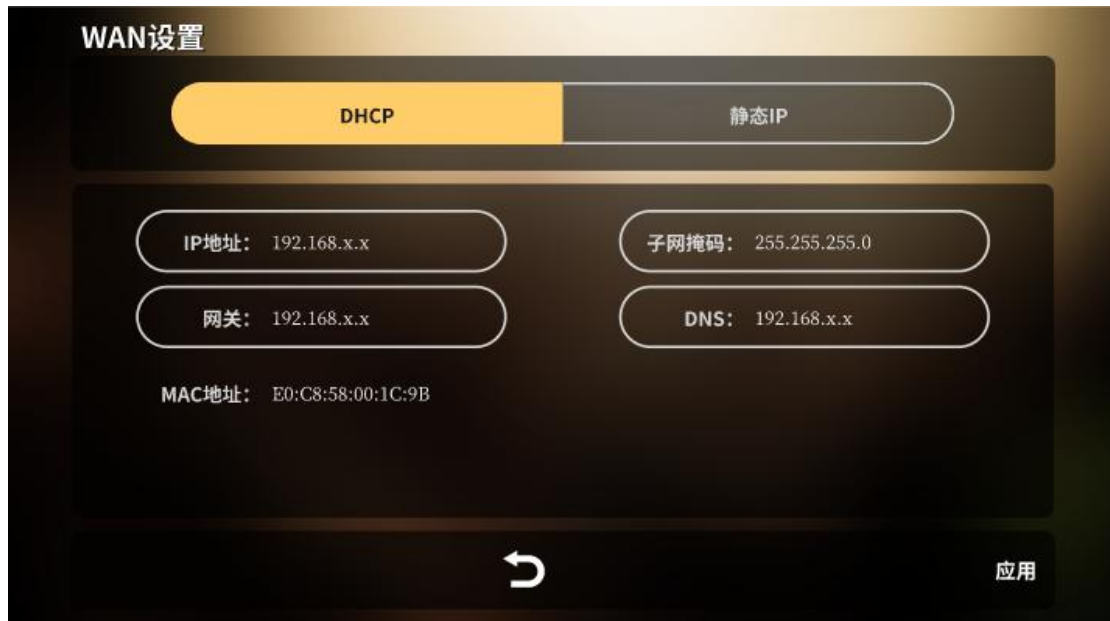 WAN设置
DHCP 静态IP
IP地址： 192.168.x.x 子网掩码： 255.255.255.0
网关： 192.168.x.x DNS： 192.168.x.x
MAC地址： E0:C8:58:00:1C:9B
应用